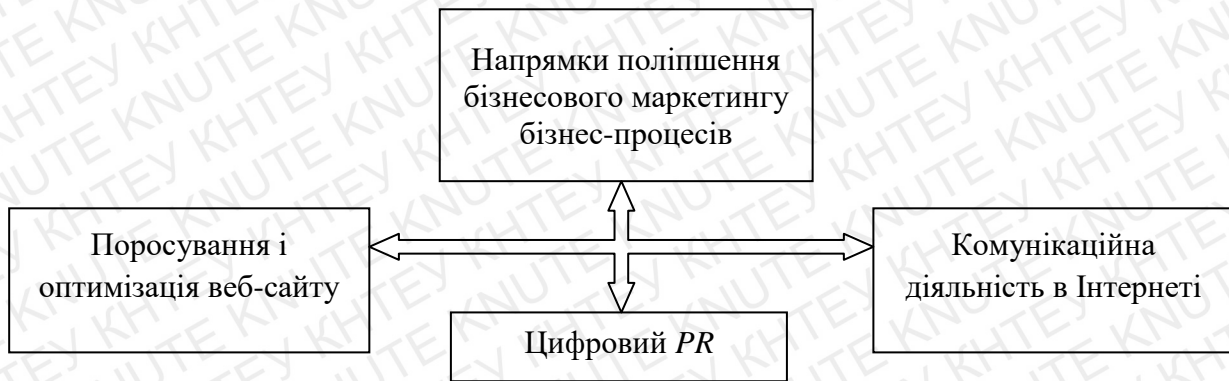 Напрямки поліпшення
бізнесового маркетингу
бізнес-процесів
Поросування і
оптимізація веб-сайту
Комунікаційна
діяльність в Інтернеті
Цифровий PR